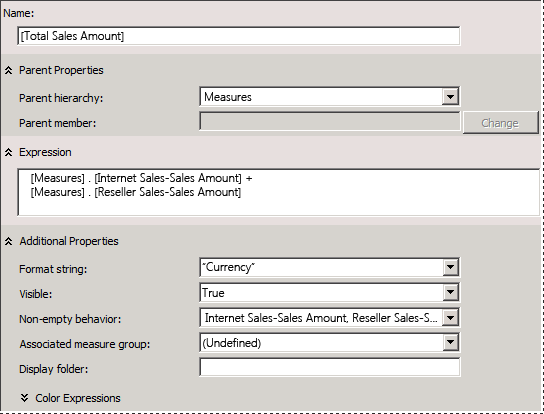 Name:
[Total Sales Amount]
Parent Properties
Parent hierarchy: Measures
Parent member: Change
Expression
[Measures] . [Internet Sales-Sales Amount] +
[Measures] . [Reseller Sales-Sales Amount]
Additional Properties
Format string: "Currency"
Visible: True
Non-empty behavior: Internet Sales-Sales Amount, Reseller Sales-S...
Associated measure group: (Undefined)
Display folder:
Color Expressions